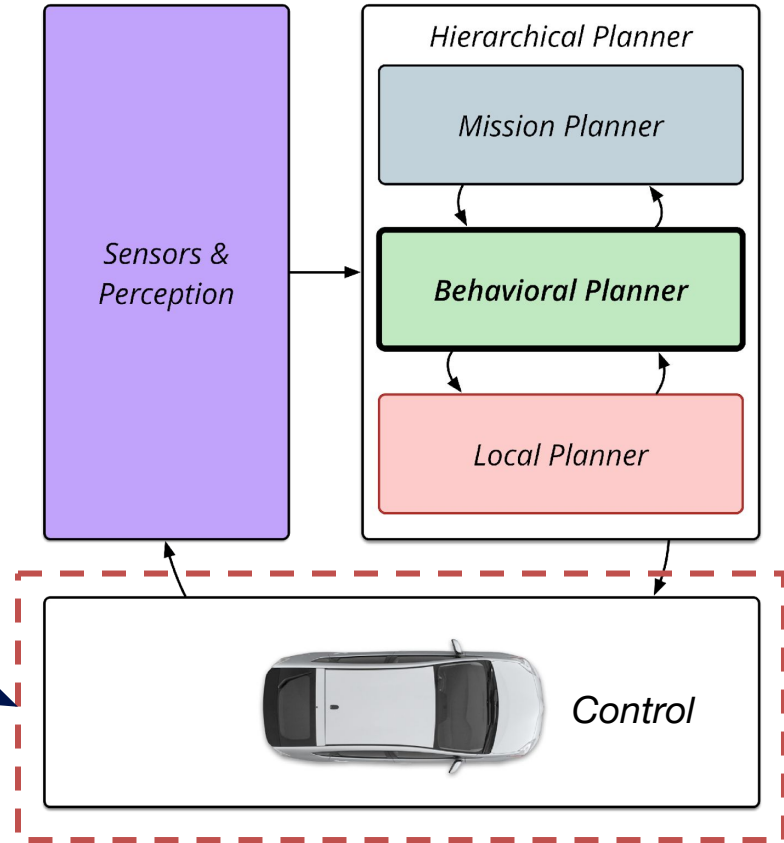 Hierarchical Planner
Mission Planner
Sensors &
Perception
Behavioral Planner
Local Planner
Control